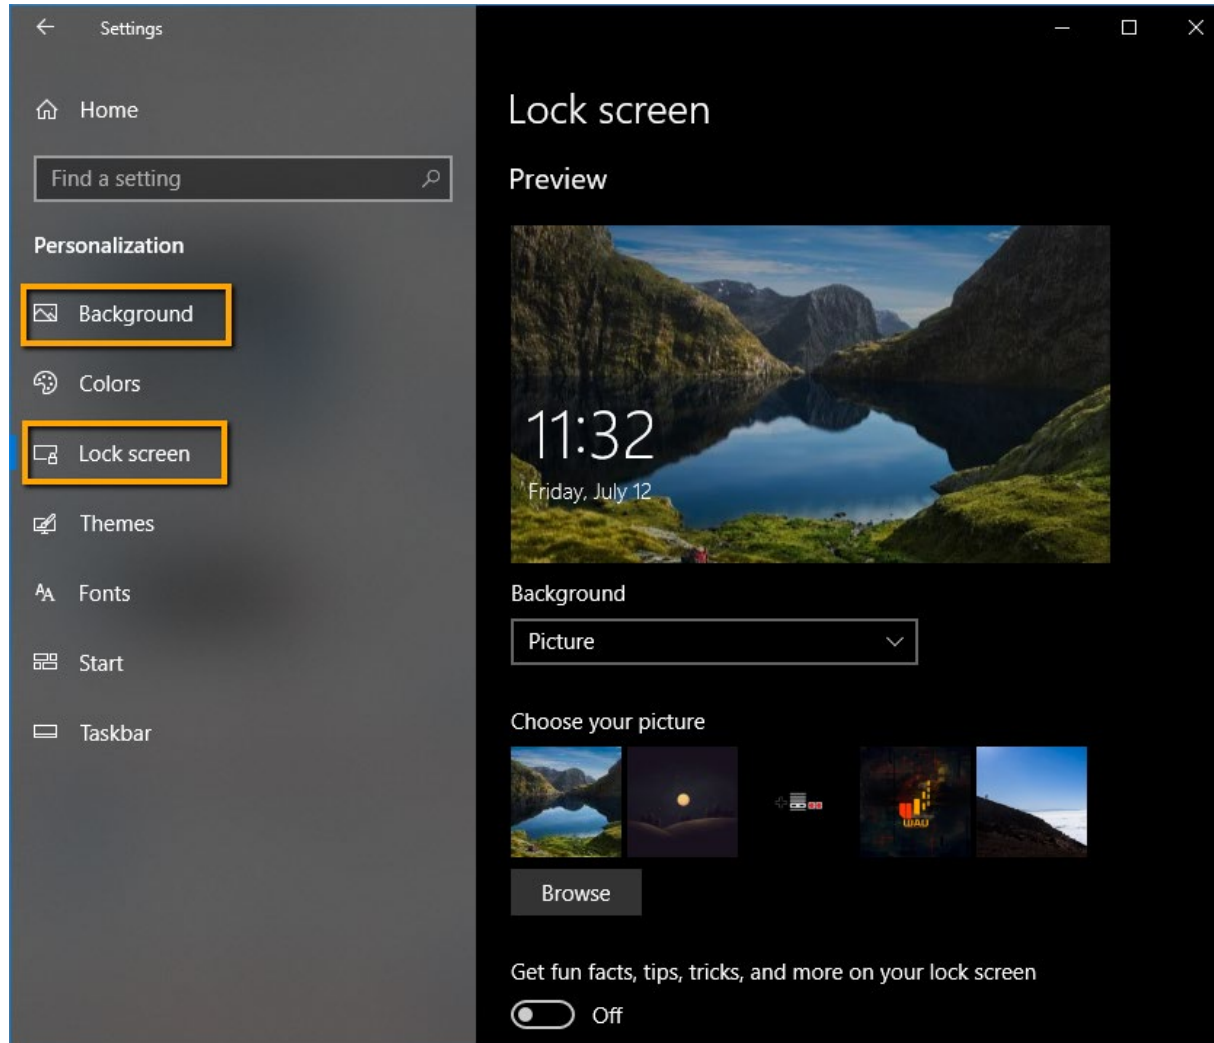 Settings
Home
Find a setting
Personalization
Background
Colors
Lock screen
Themes
Fonts
Start
Taskbar
Lock screen
Preview
11:32
Friday, July 12
Background
Picture
Choose your picture
WAU
Browse
Get fun facts, tips, tricks, and more on your lock screen
Off